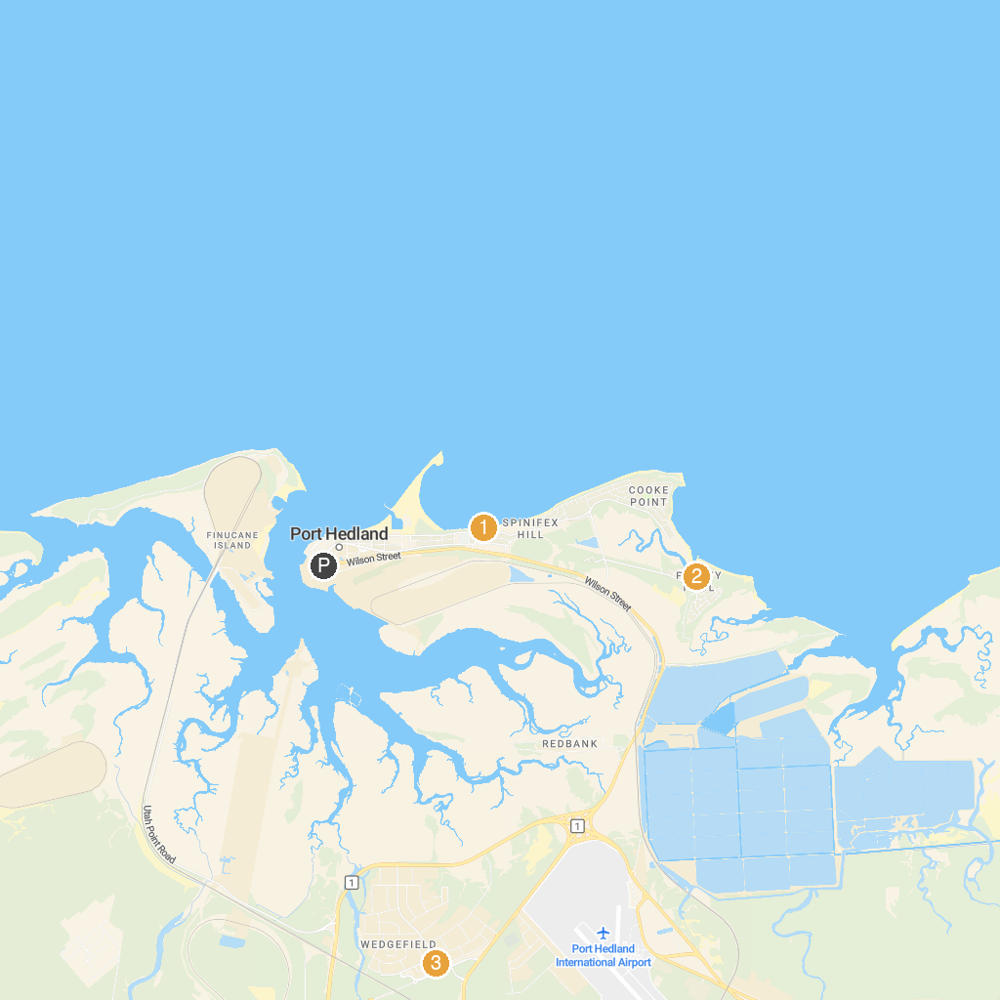 COOKE
POINT
1
SPINIFEX
HILL
Port Hedland
FINUCANE
ISLAND
P
Wilson Street
2
Wilson Street
REDBANK
Utah Point Road
1
1
WEDGEFIELD
3
Port Hedland
International Airport